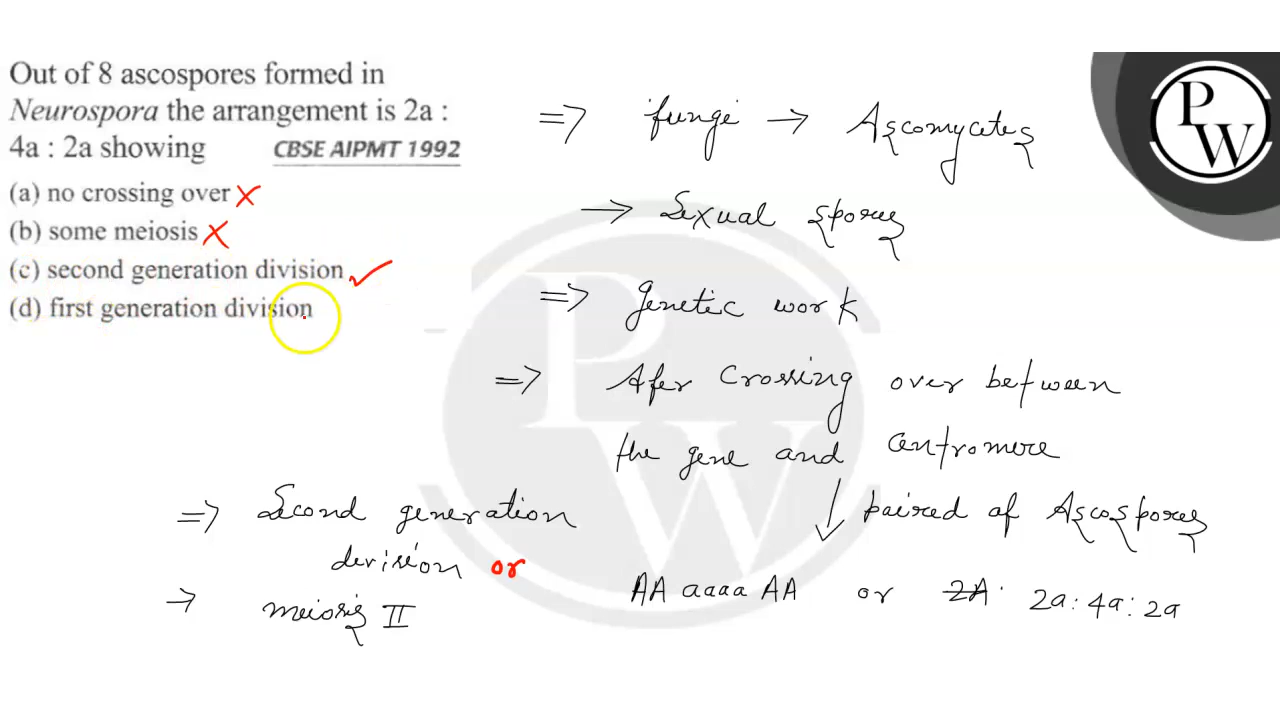 Out of 8 ascospores formed in
Neurospora the arrangement is 2a :
4a : 2a showing CBSE AIPMT 1992
(a) no crossing over ×
(b) some meiosis ×
(c) second generation division ✓
(d) first generation division
⇒ fungi → Ascomycetes
→ Sexual spores
⇒ Genetic work
⇒ Afer Crossing over between
the gene and centromere
↓ paired of Ascospores
AA aaaa AA or 2A: 2a:4a:2a
⇒ Second generation
division or
→ meiosis II
P
W
P
W